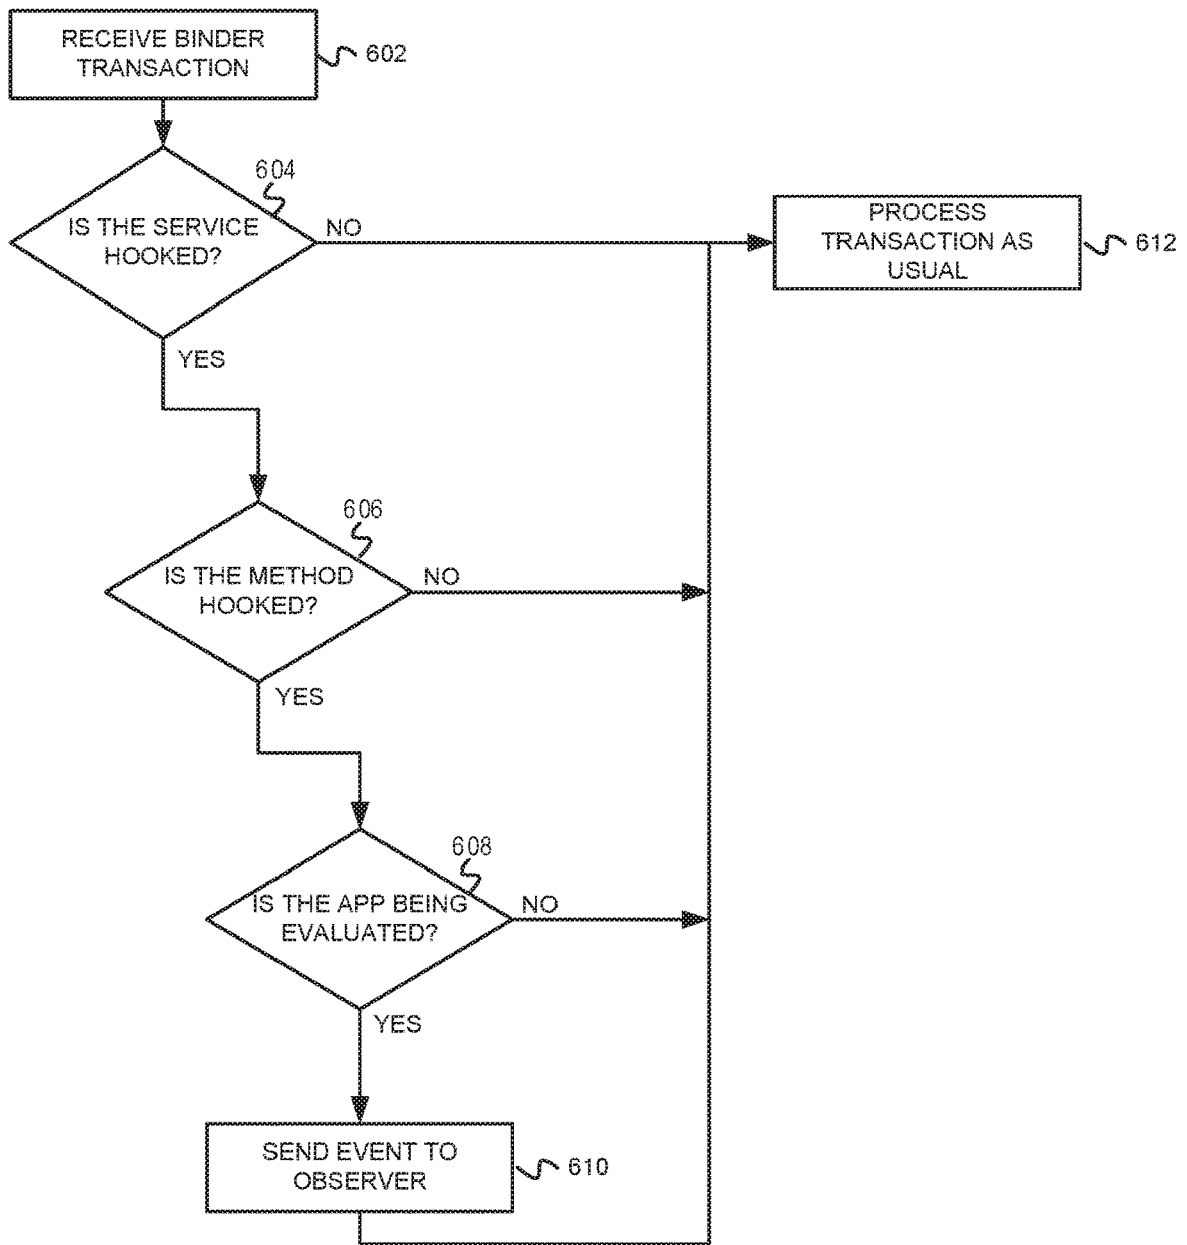 RECEIVE BINDER
TRANSACTION
602
604
IS THE SERVICE
HOOKED?
NO
YES
PROCESS
TRANSACTION AS
USUAL
612
606
IS THE METHOD
HOOKED?
NO
YES
608
IS THE APP BEING
EVALUATED?
NO
YES
SEND EVENT TO
OBSERVER
610